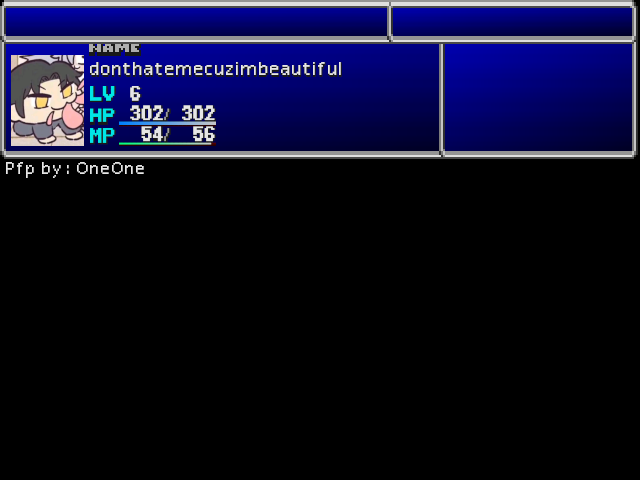 NAME
donthatemecuzimbeautiful
LV 6
HP 302/ 302
MP 54/ 56
Pfp by: OneOne